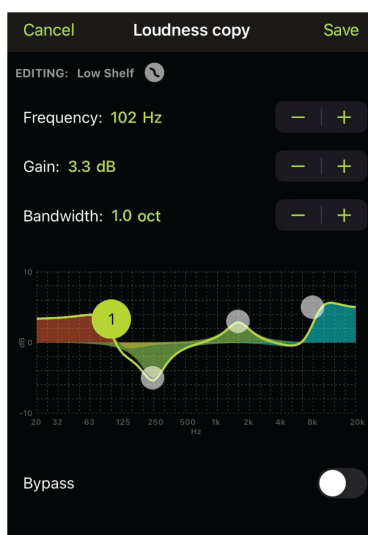 Cancel Loudness copy Save
EDITING: Low Shelf
Frequency: 102 Hz − +
Gain: 3.3 dB − +
Bandwidth: 1.0 oct − +
10
1
dB 0
-10
20 32 63 125 250 500 1k 2k 4k 8k 20k
Hz
Bypass